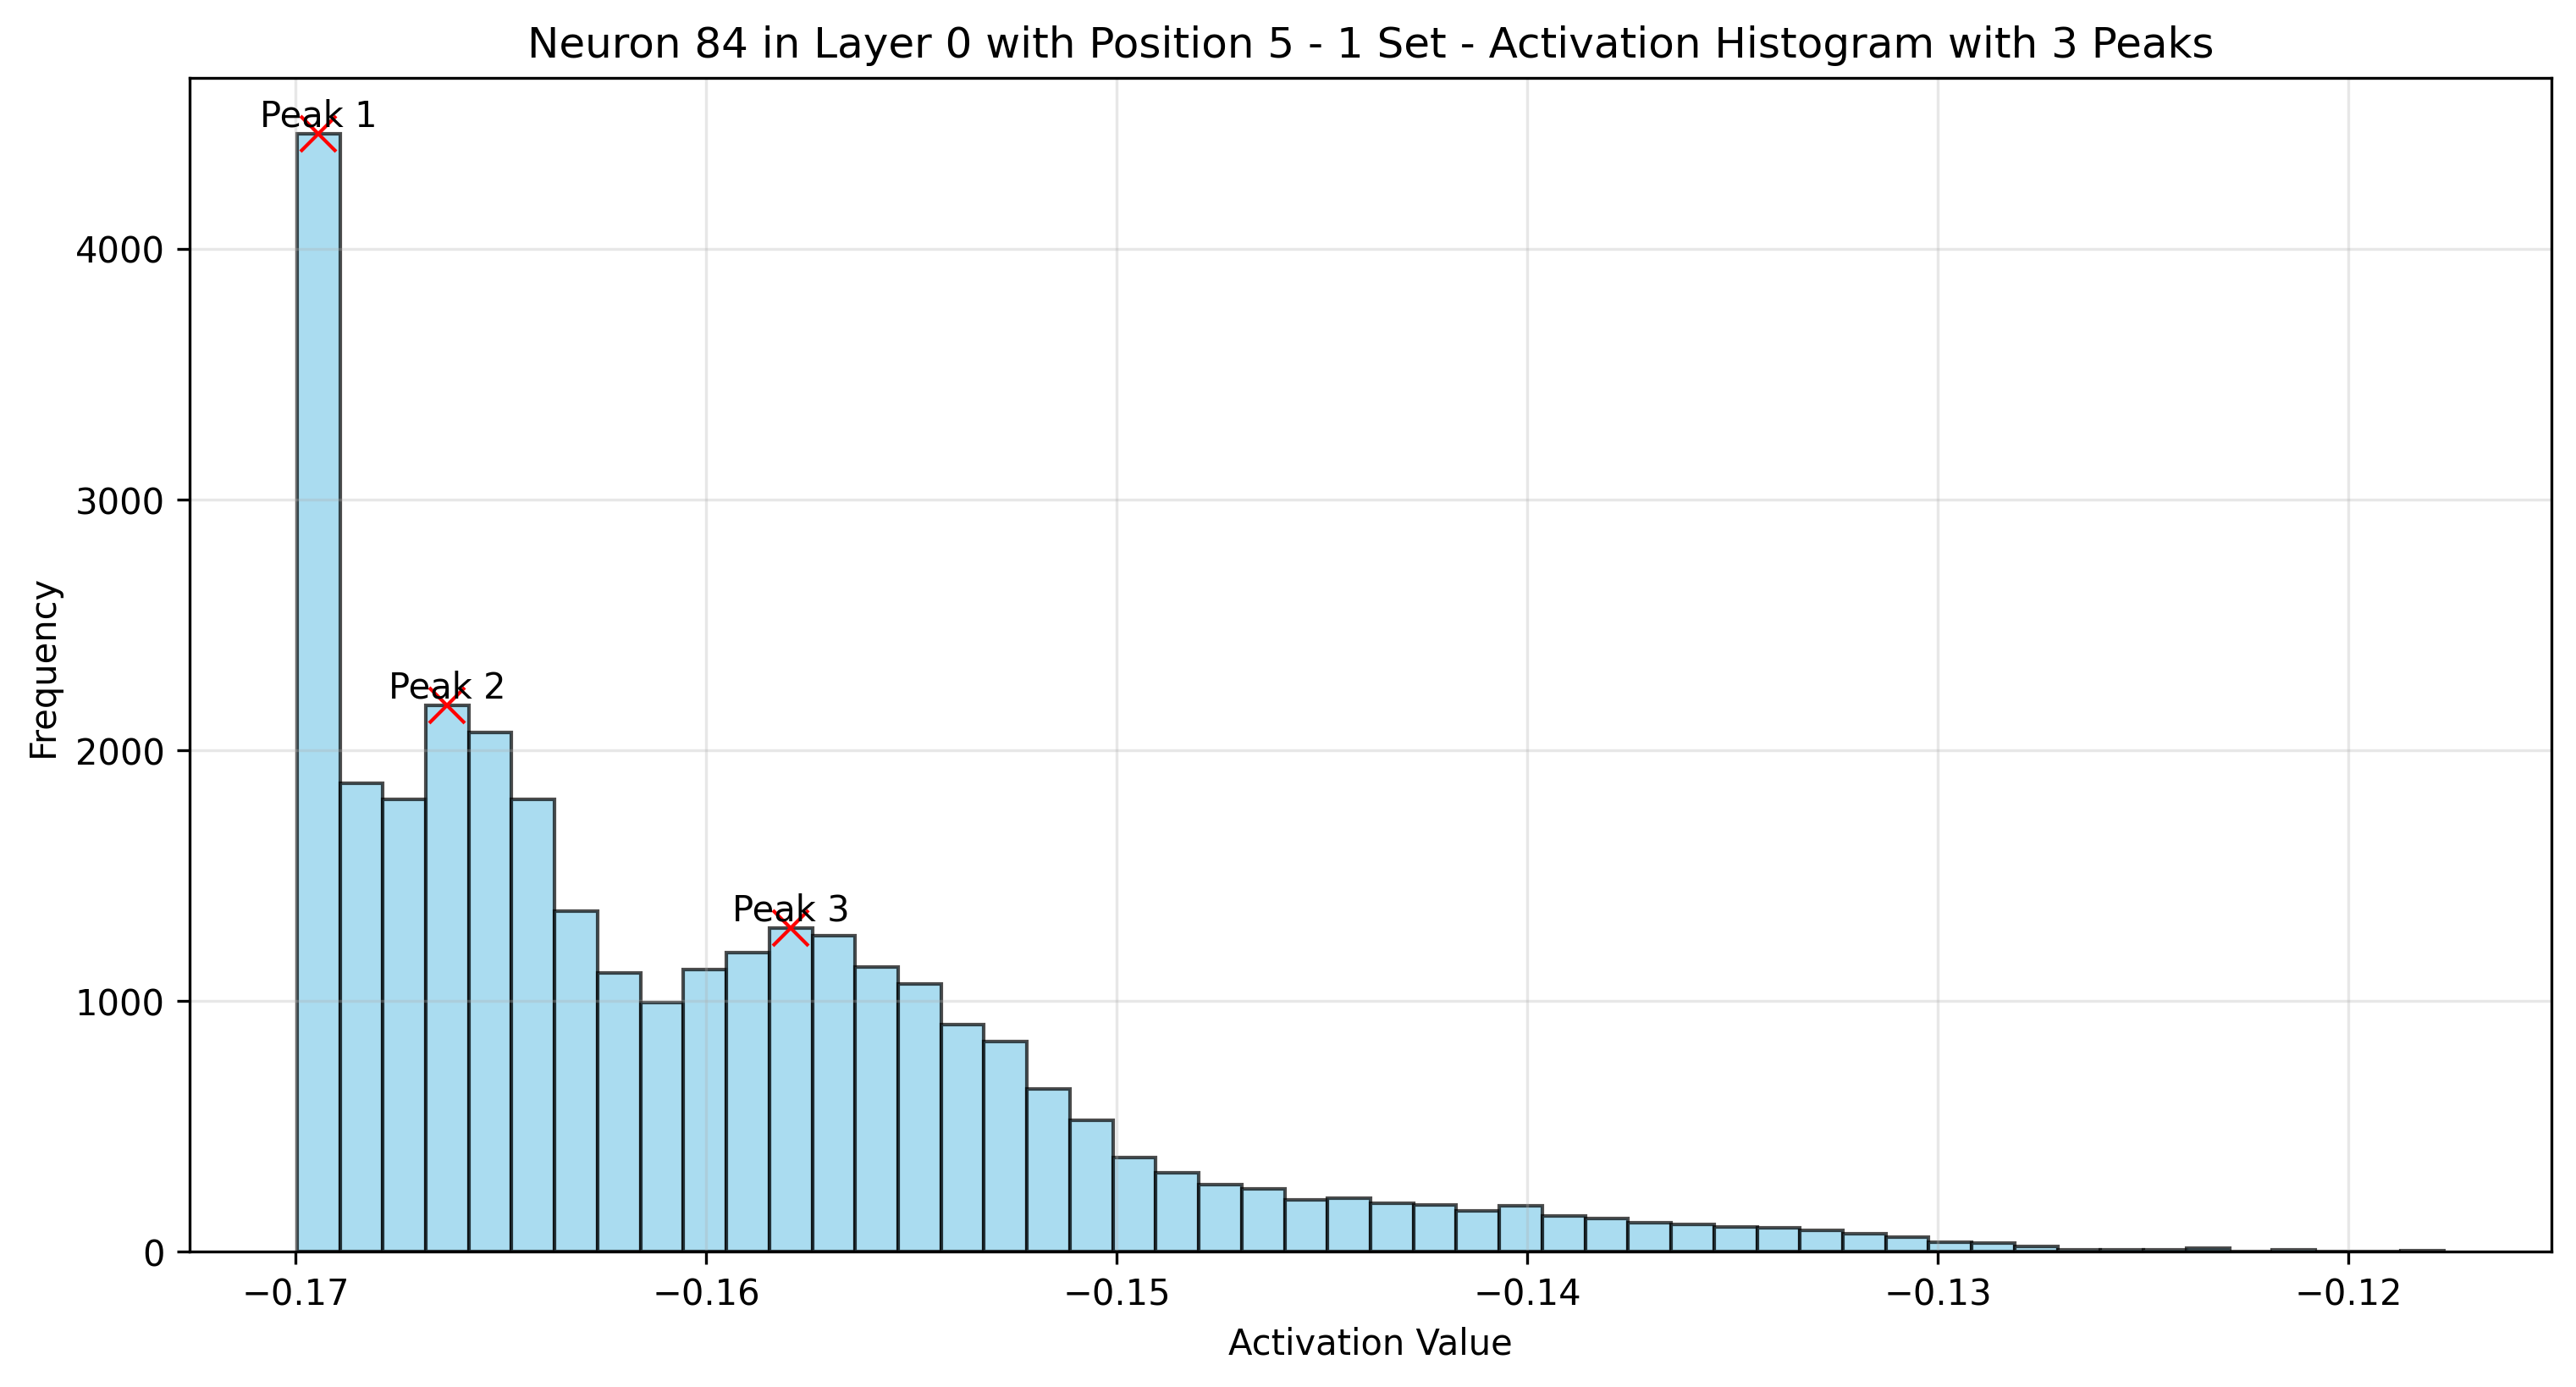 Neuron 84 in Layer 0 with Position 5 - 1 Set - Activation Histogram with 3 Peaks
Peak 1
4000
3000
Peak 2
Frequency
2000
Peak 3
1000
0
−0.17 −0.16 −0.15 −0.14 −0.13 −0.12
Activation Value